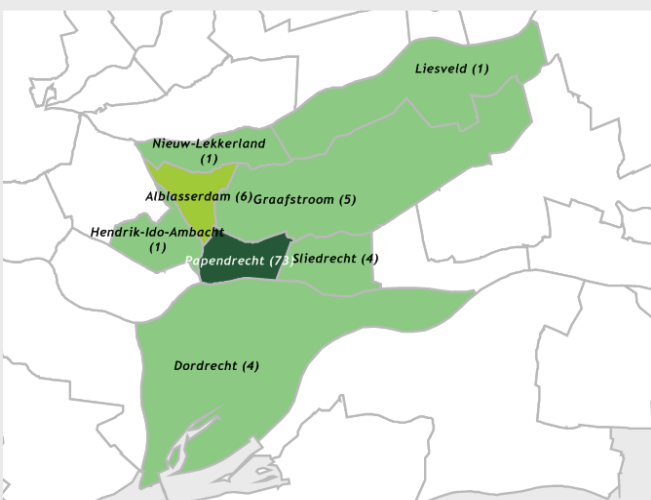 Liesveld (1)
Nieuw-Lekkerland
(1)
Alblasserdam (6)
Graafstroom (5)
Hendrik-Ido-Ambacht
(1)
Papendrecht (73)
Sliedrecht (4)
Dordrecht (4)